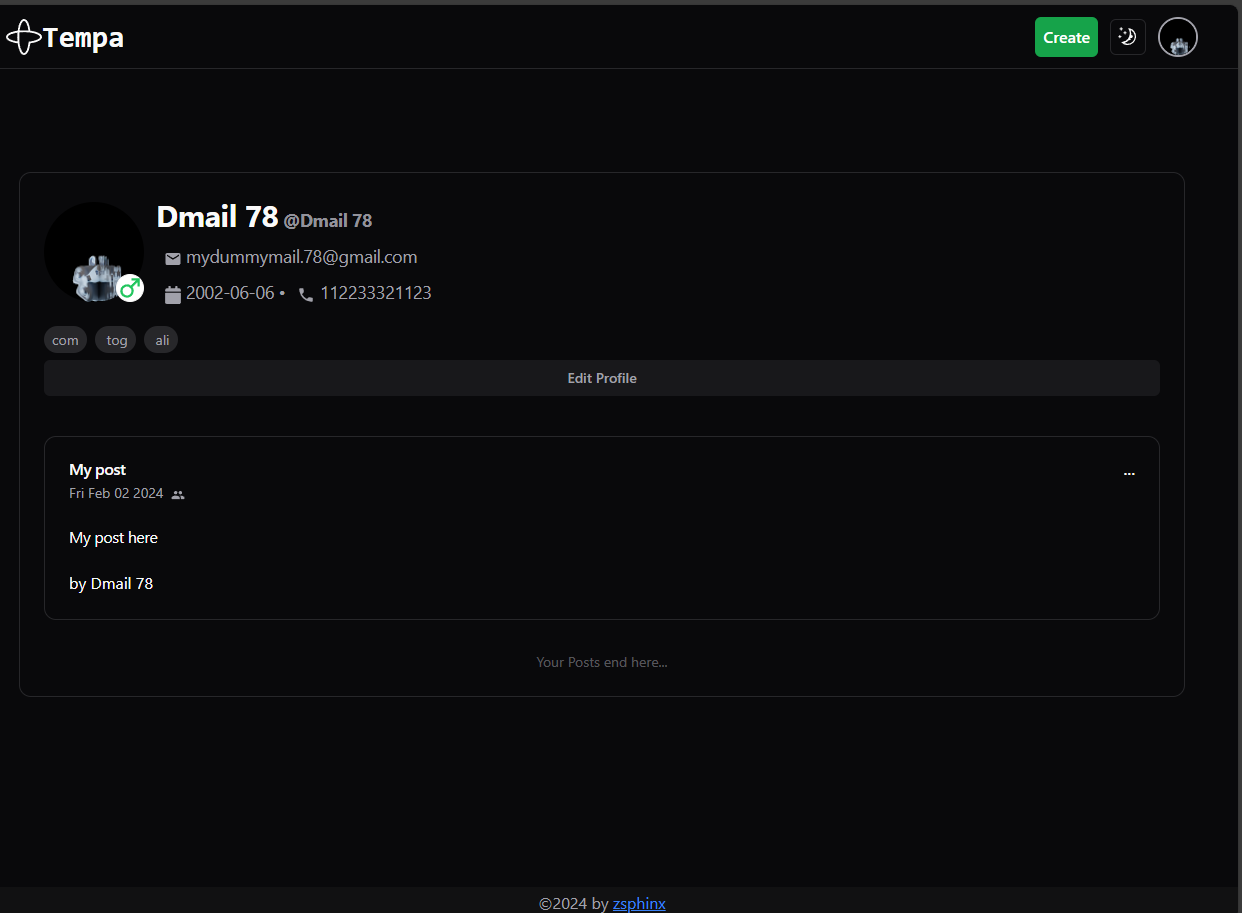 Tempa
Create
Dmail 78 @Dmail 78
mydummymail.78@gmail.com
2002-06-06 • 112233321123
com tog ali
Edit Profile
My post
...
Fri Feb 02 2024
My post here
by Dmail 78
Your Posts end here...
©2024 by zsphinx